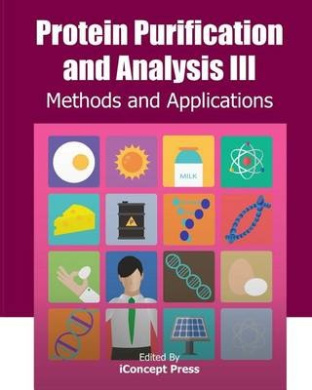 Protein Purification
and Analysis III
Methods and Applications
MILK
Edited By
iConcept Press